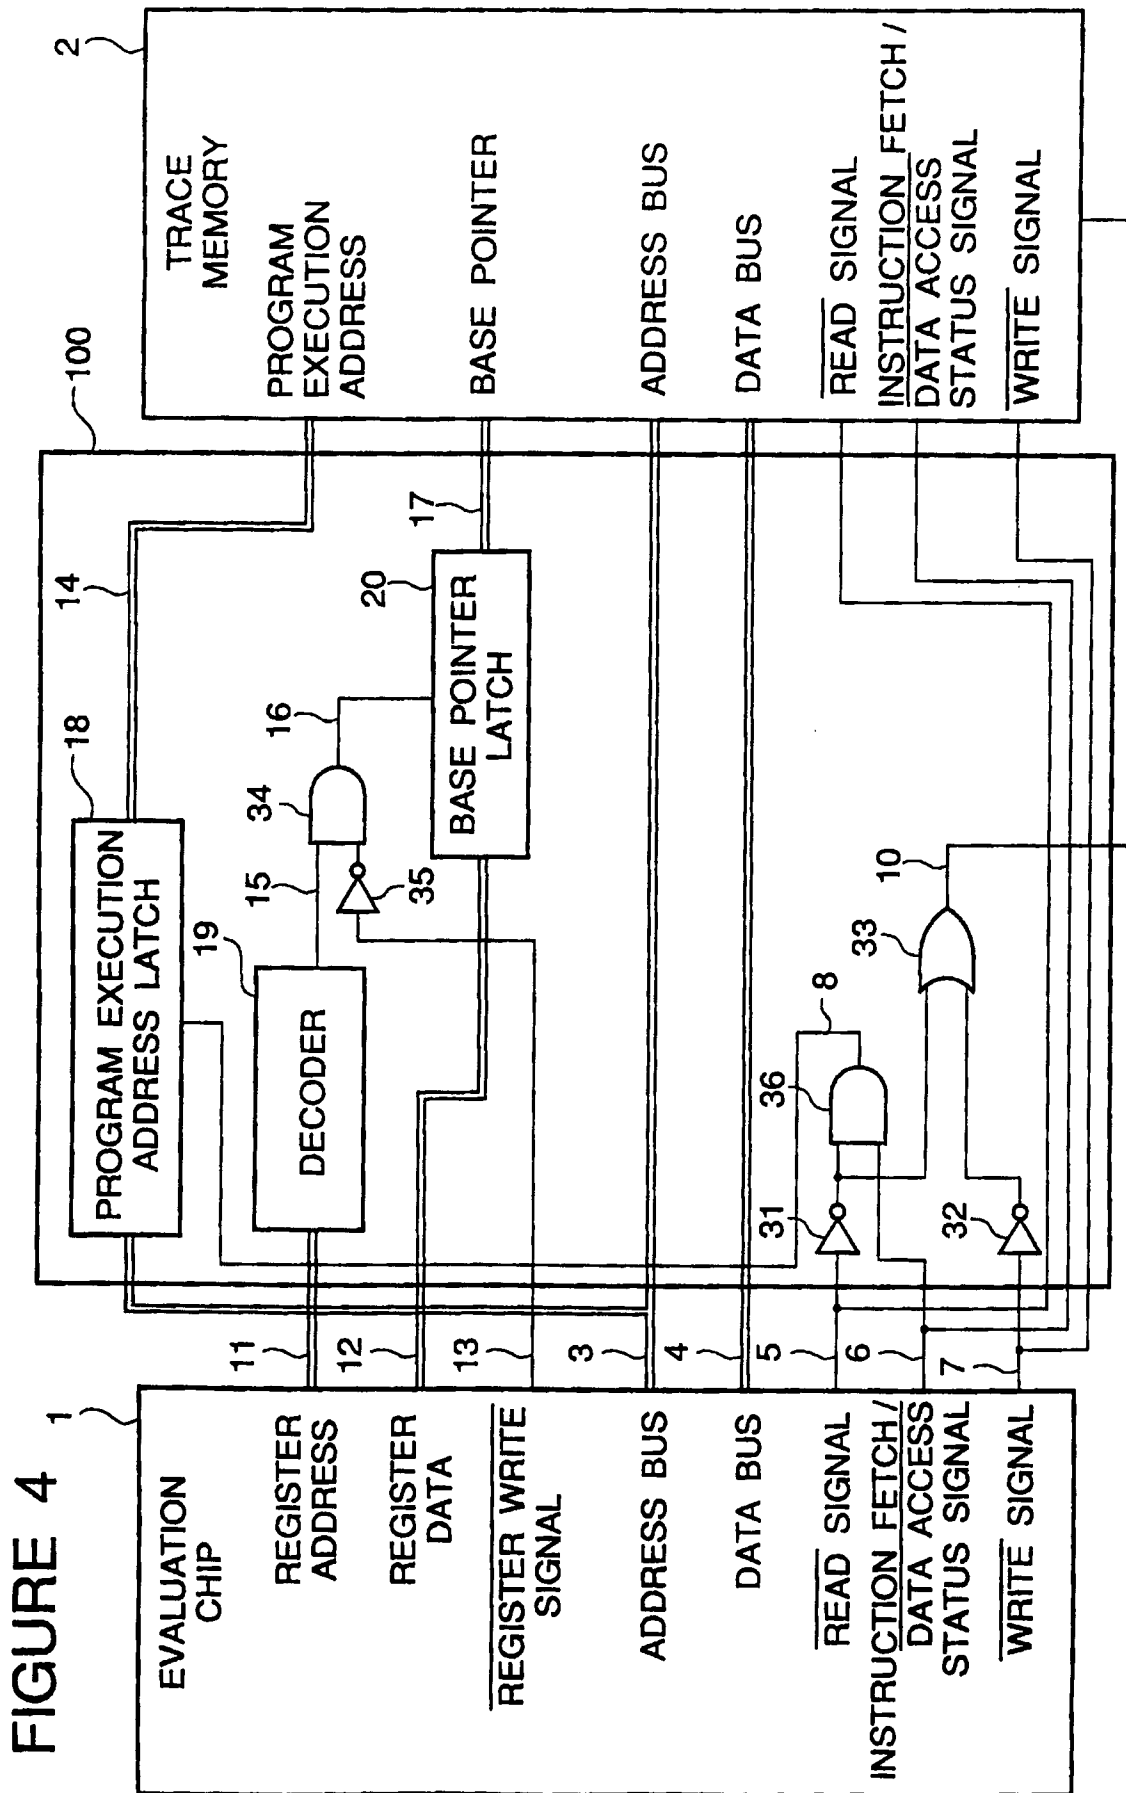 FIGURE 4
1
EVALUATION
CHIP
REGISTER
ADDRESS
REGISTER
DATA
REGISTER WRITE
SIGNAL
ADDRESS BUS
DATA BUS
READ SIGNAL
INSTRUCTION FETCH/
DATA ACCESS
STATUS SIGNAL
WRITE SIGNAL
11
12
13
3
4
5
6
7
100
PROGRAM EXECUTION
ADDRESS LATCH
18
14
DECODER
19
15
34
35
16
BASE POINTER
LATCH
20
17
31
32
36
8
33
10
2
TRACE
MEMORY
PROGRAM
EXECUTION
ADDRESS
BASE POINTER
ADDRESS BUS
DATA BUS
READ SIGNAL
INSTRUCTION FETCH/
DATA ACCESS
STATUS SIGNAL
WRITE SIGNAL